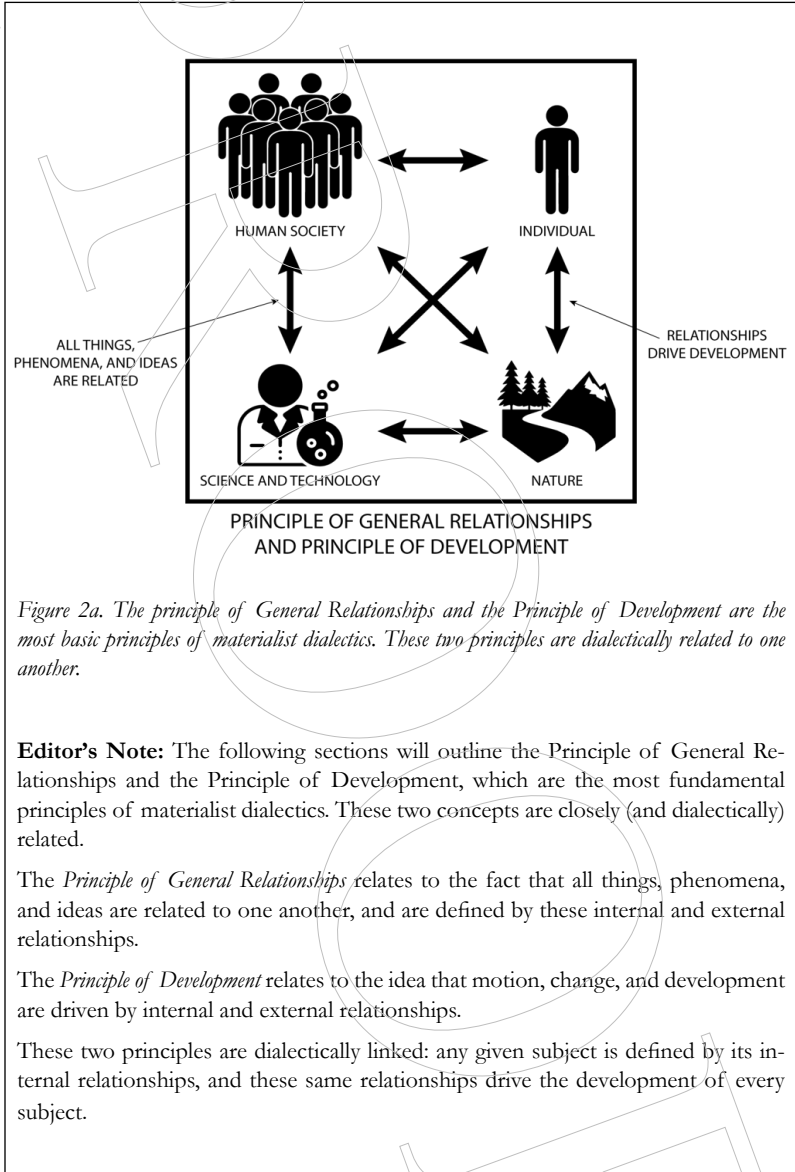 HUMAN SOCIETY
INDIVIDUAL
ALL THINGS,
PHENOMENA, AND IDEAS
ARE RELATED
RELATIONSHIPS
DRIVE DEVELOPMENT
SCIENCE AND TECHNOLOGY
NATURE
PRINCIPLE OF GENERAL RELATIONSHIPS
AND PRINCIPLE OF DEVELOPMENT
Figure 2a. The principle of General Relationships and the Principle of Development are the
most basic principles of materialist dialectics. These two principles are dialectically related to one
another.
Editor's Note: The following sections will outline the Principle of General Re-
lationships and the Principle of Development, which are the most fundamental
principles of materialist dialectics. These two concepts are closely (and dialectically)
related.
The Principle of General Relationships relates to the fact that all things, phenomena,
and ideas are related to one another, and are defined by these internal and external
relationships.
The Principle of Development relates to the idea that motion, change, and development
are driven by internal and external relationships.
These two principles are dialectically linked: any given subject is defined by its in-
ternal relationships, and these same relationships drive the development of every
subject.